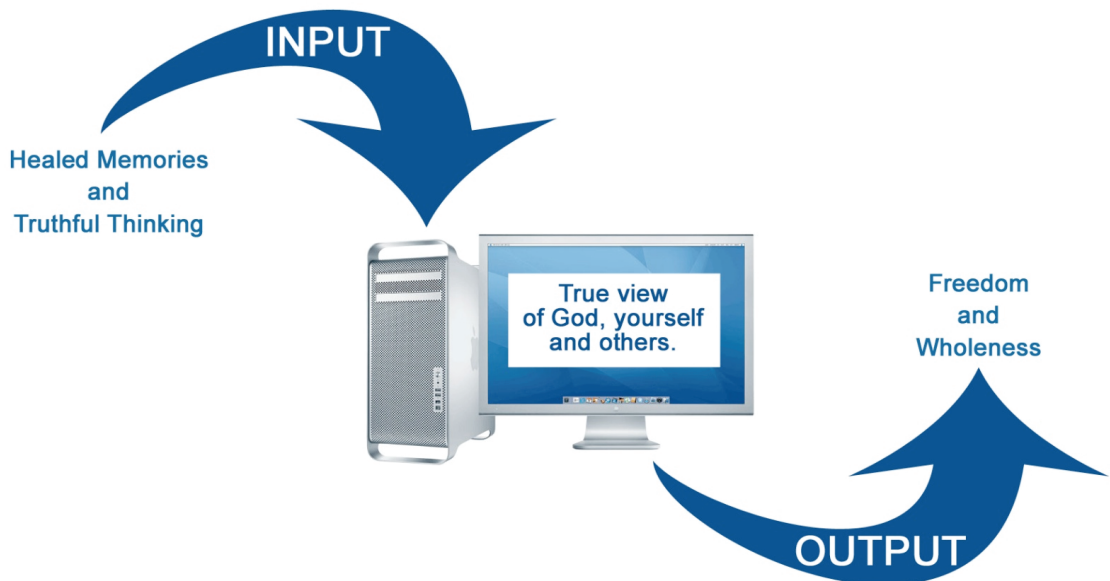 INPUT
Healed Memories
and
Truthful Thinking
True view
of God, yourself
and others.
Freedom
and
Wholeness
OUTPUT